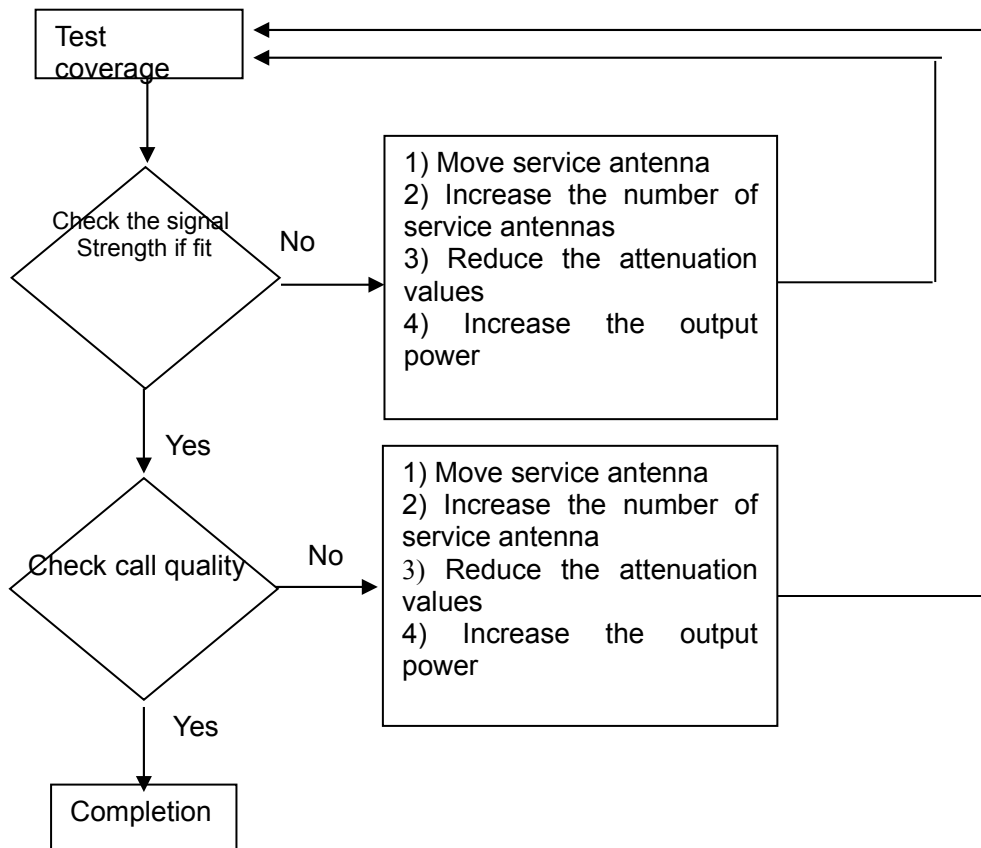 Test
coverage
Check the signal
Strength if fit
No
1) Move service antenna
2) Increase the number of
service antennas
3) Reduce the attenuation
values
4) Increase the output
power
Yes
Check call quality
No
1) Move service antenna
2) Increase the number of
service antenna
3) Reduce the attenuation
values
4) Increase the output
power
Yes
Completion